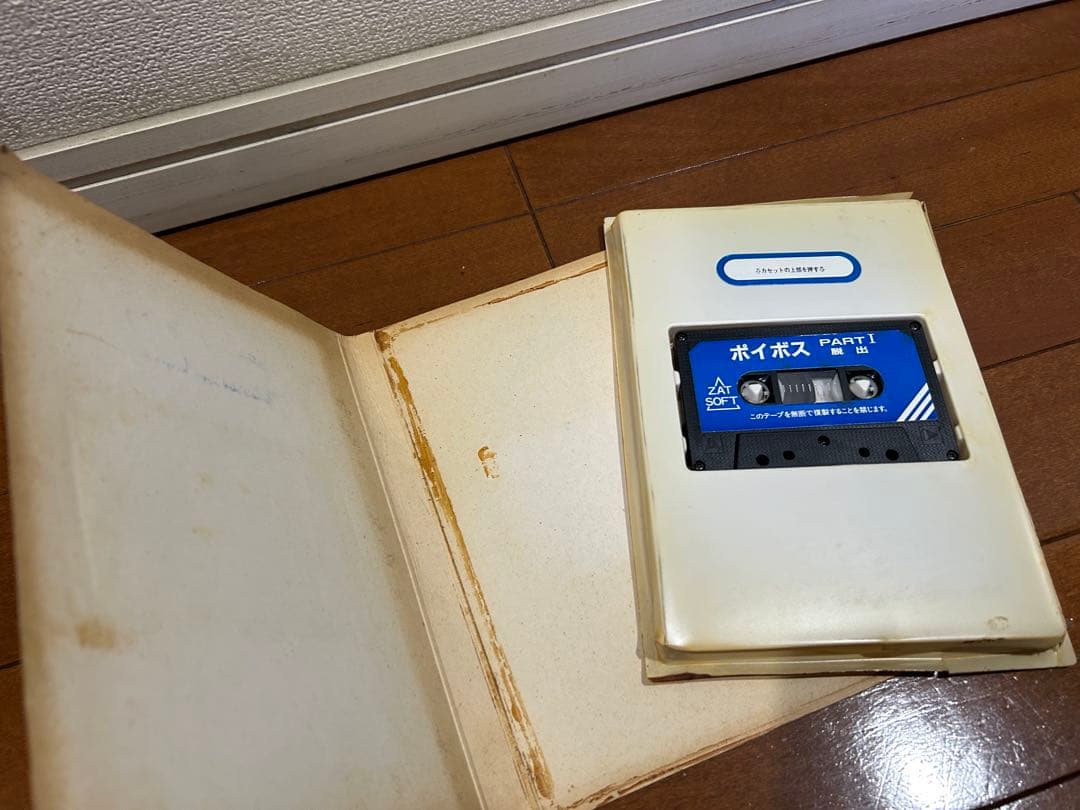 ♢カセットの上部を押す♢
ポイボス PART I
脱出
ZAT
SOFT
このテープを無断で複製することを禁じます。